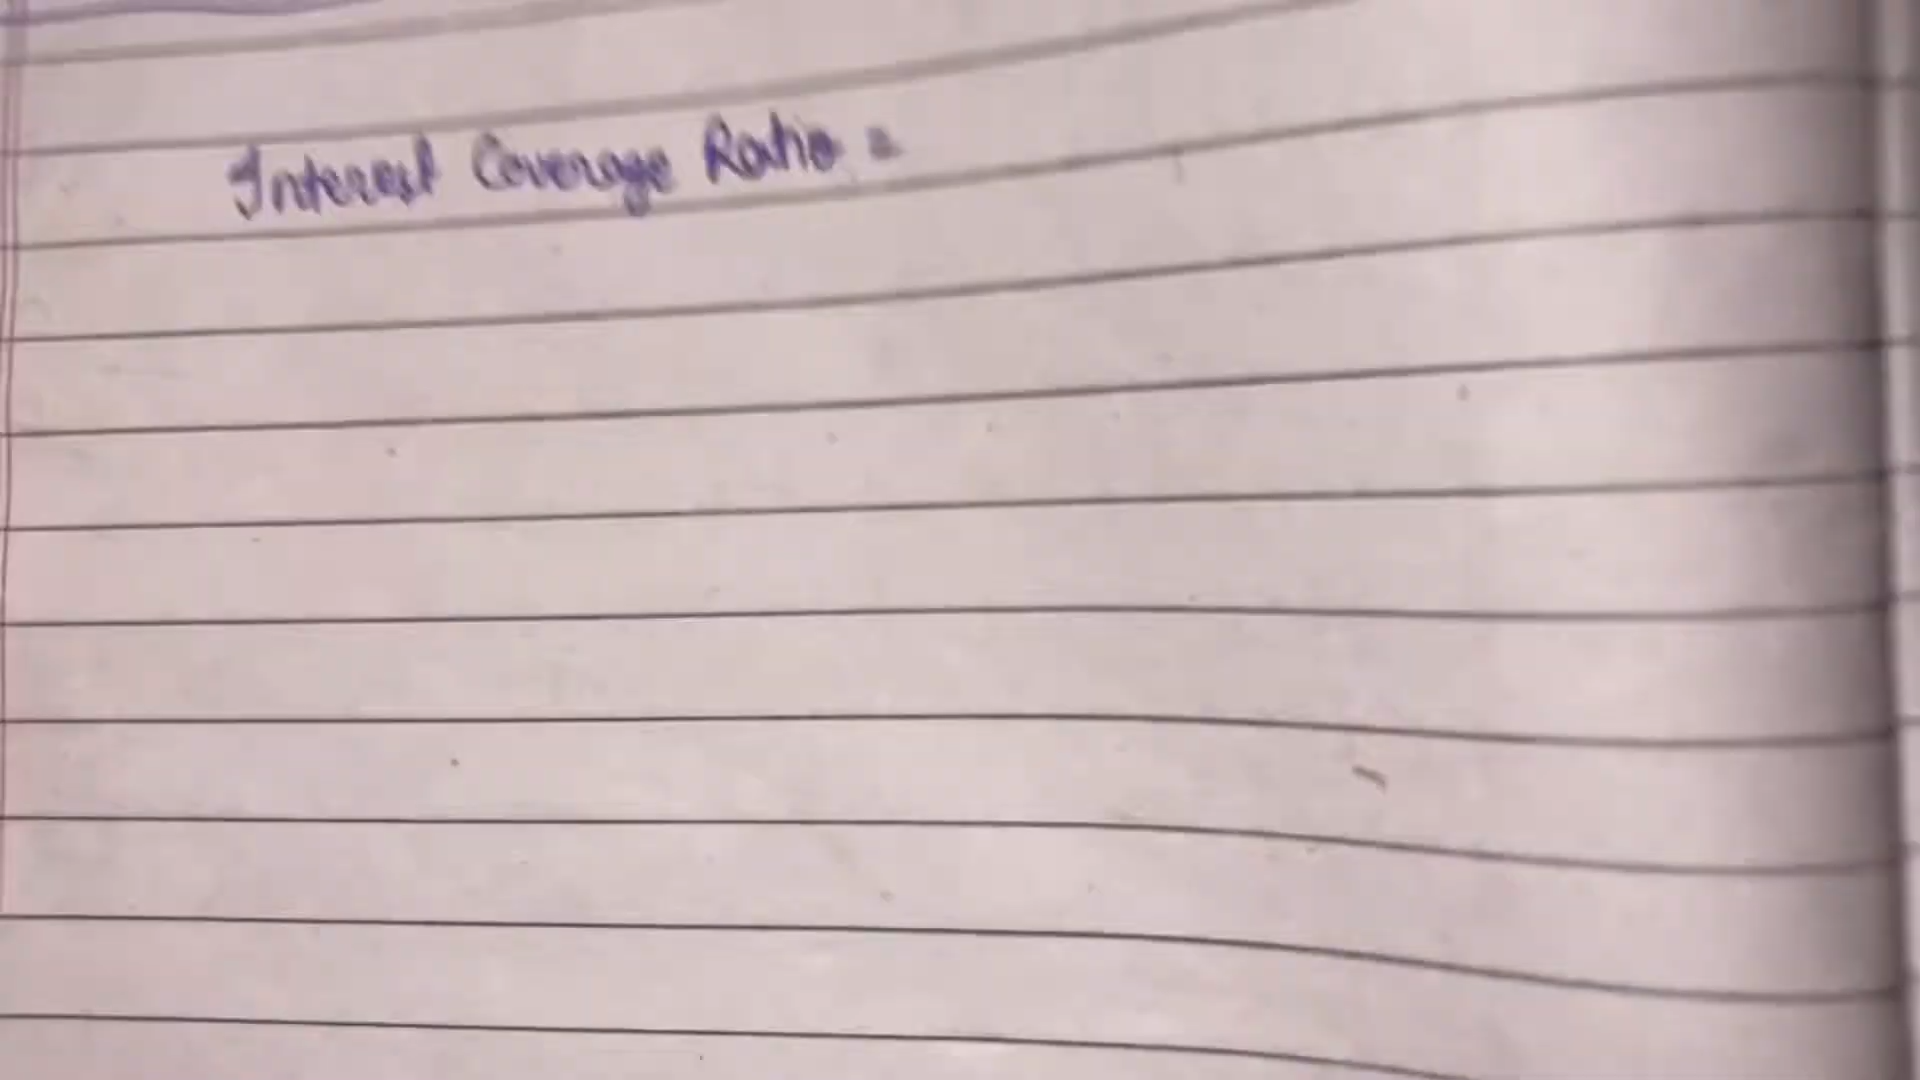 Interest Coverage Ratio =